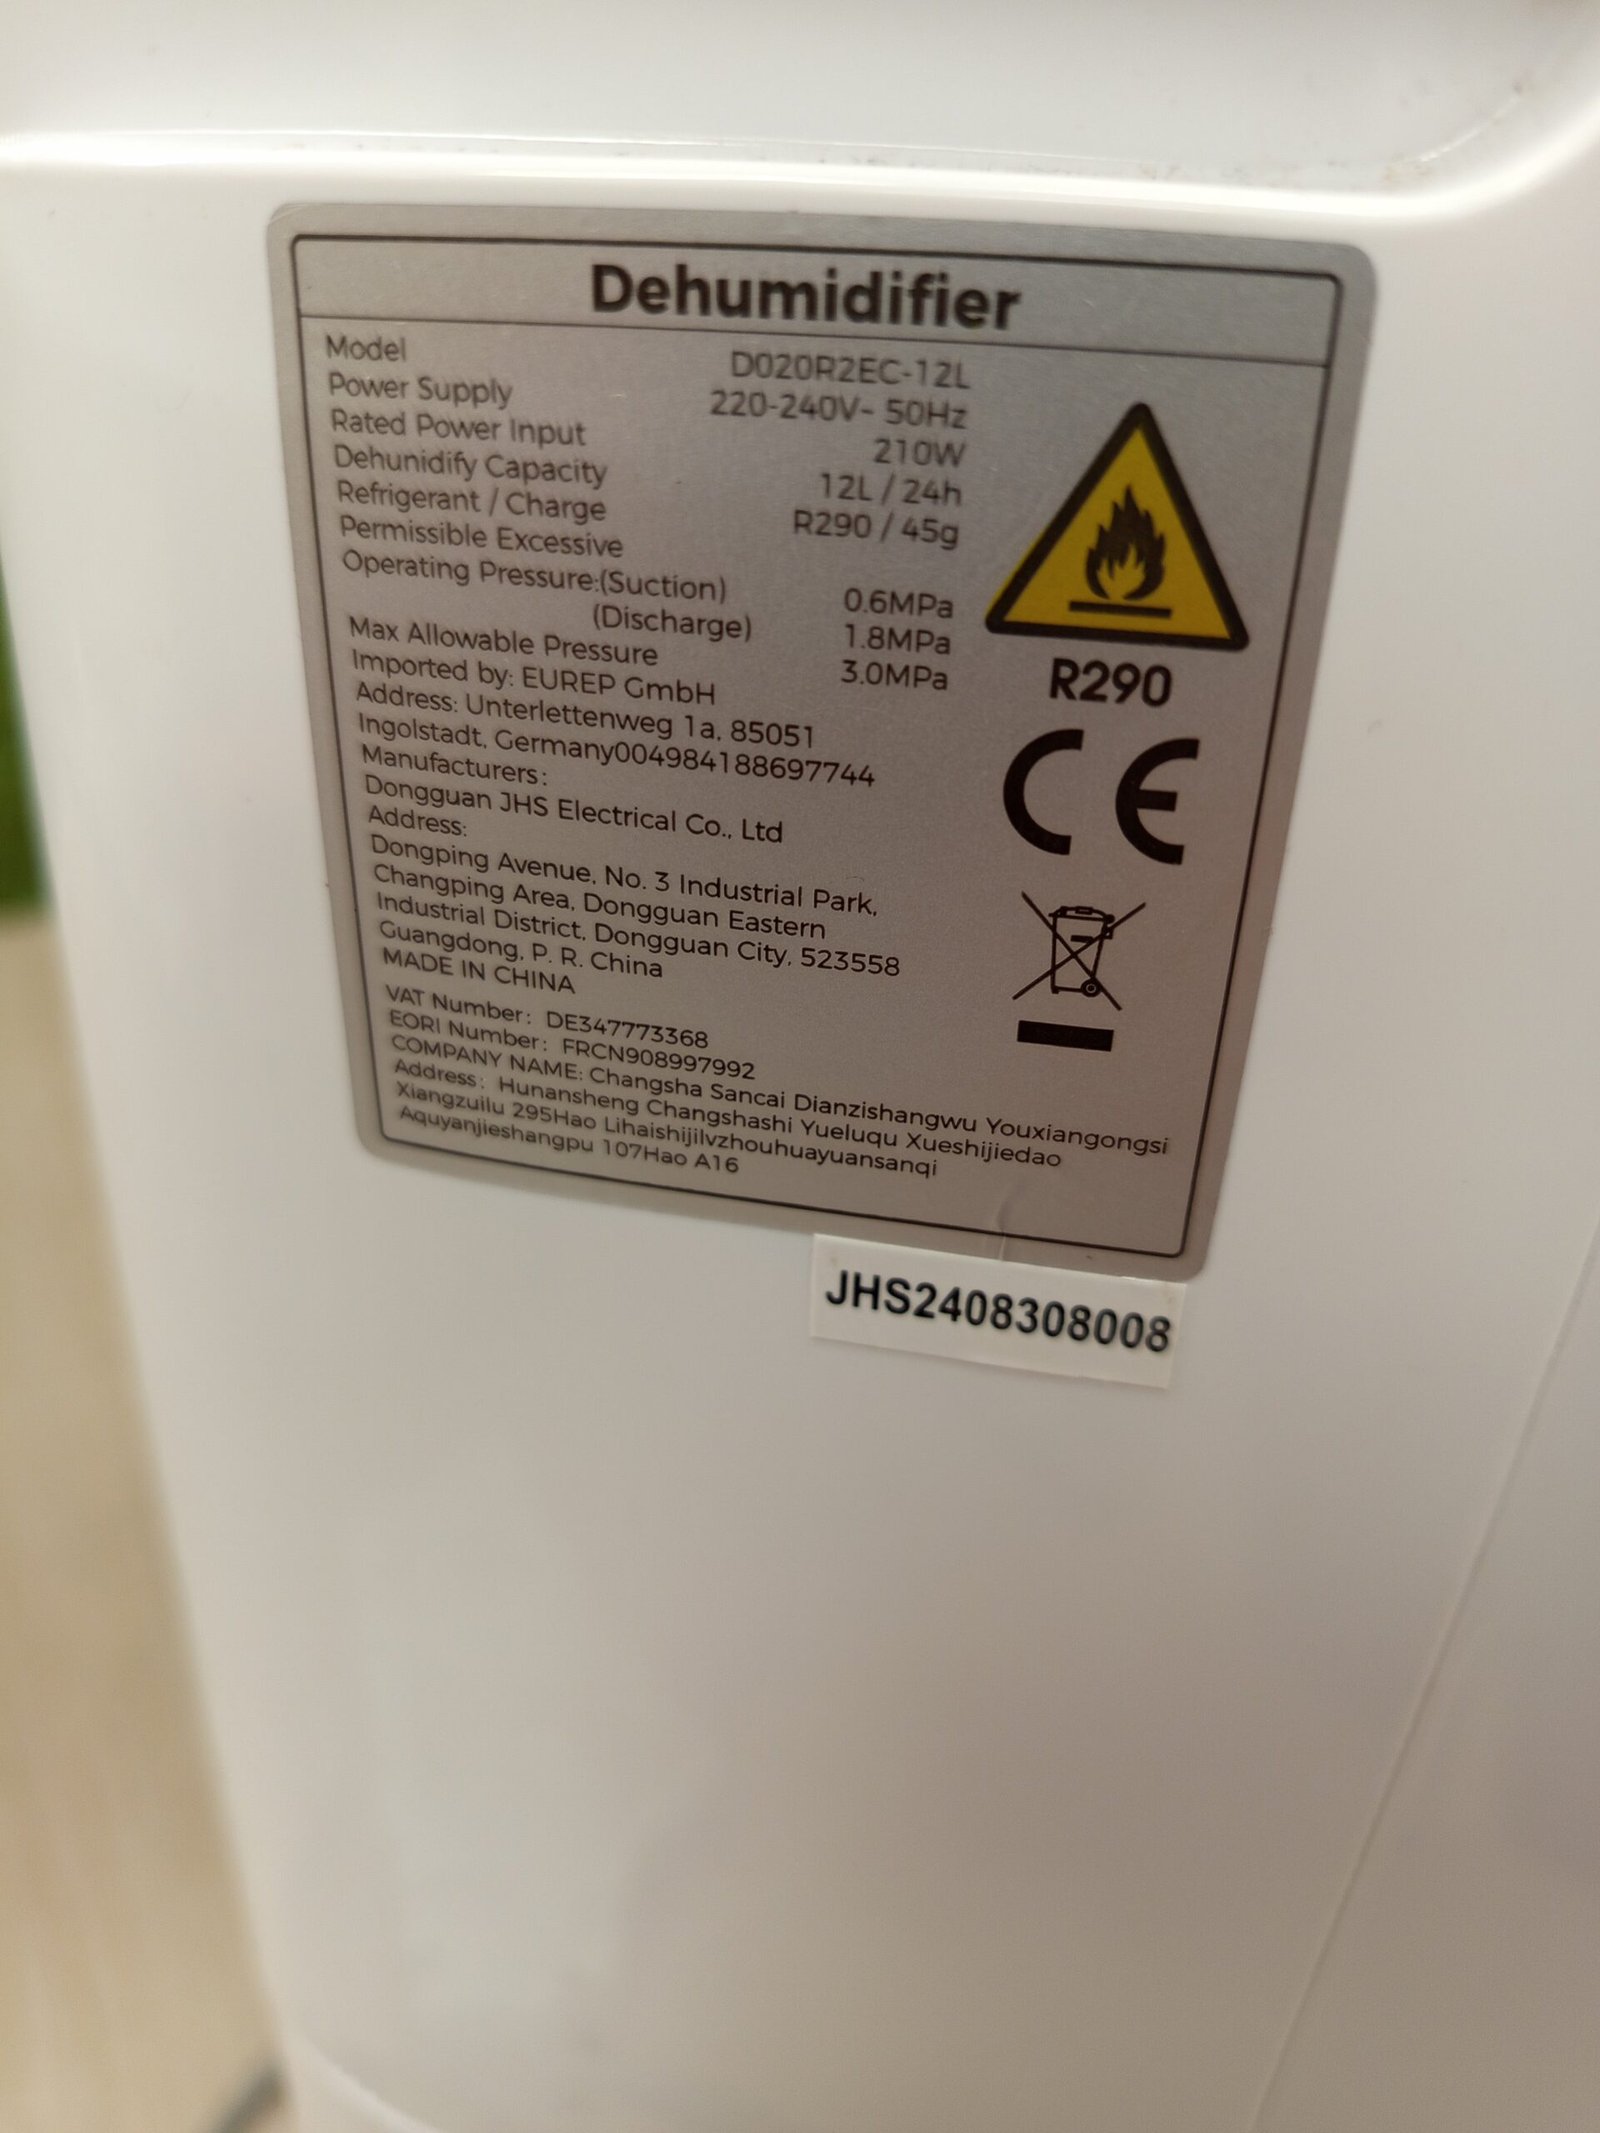 Dehumidifier
Model D020R2EC-12L
Power Supply 220-240V~ 50Hz
Rated Power Input 210W
Dehunidify Capacity 12L / 24h
Refrigerant / Charge R290 / 45g
Permissible Excessive
Operating Pressure:(Suction) 0.6MPa
(Discharge) 1.8MPa
Max Allowable Pressure 3.0MPa
Imported by: EUREP GmbH
Address: Unterlettenweg 1a, 85051
Ingolstadt, Germany004984188697744
Manufacturers:
Dongguan JHS Electrical Co., Ltd
Address:
Dongping Avenue, No. 3 Industrial Park,
Changping Area, Dongguan Eastern
Industrial District, Dongguan City, 523558
Guangdong, P. R. China
MADE IN CHINA
VAT Number: DE347773368
EORI Number: FRCN908997992
COMPANY NAME: Changsha Sancai Dianzishangwu Youxiangongsi
Address: Hunansheng Changshashi Yueluqu Xueshijiedao
Xiangzuilu 295Hao Lihaishijilvzhouhuayuansanqi
Aquyanjieshangpu 107Hao A16
R290
CE
JHS2408308008